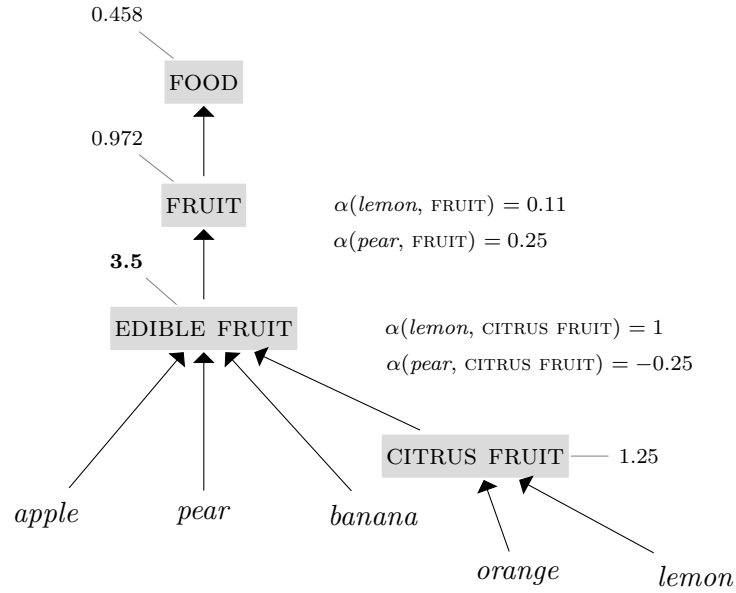 0.458
FOOD
0.972
FRUIT
α(lemon, FRUIT) = 0.11
α(pear, FRUIT) = 0.25
3.5
EDIBLE FRUIT
α(lemon, CITRUS FRUIT) = 1
α(pear, CITRUS FRUIT) = −0.25
CITRUS FRUIT
1.25
apple
pear
banana
orange
lemon